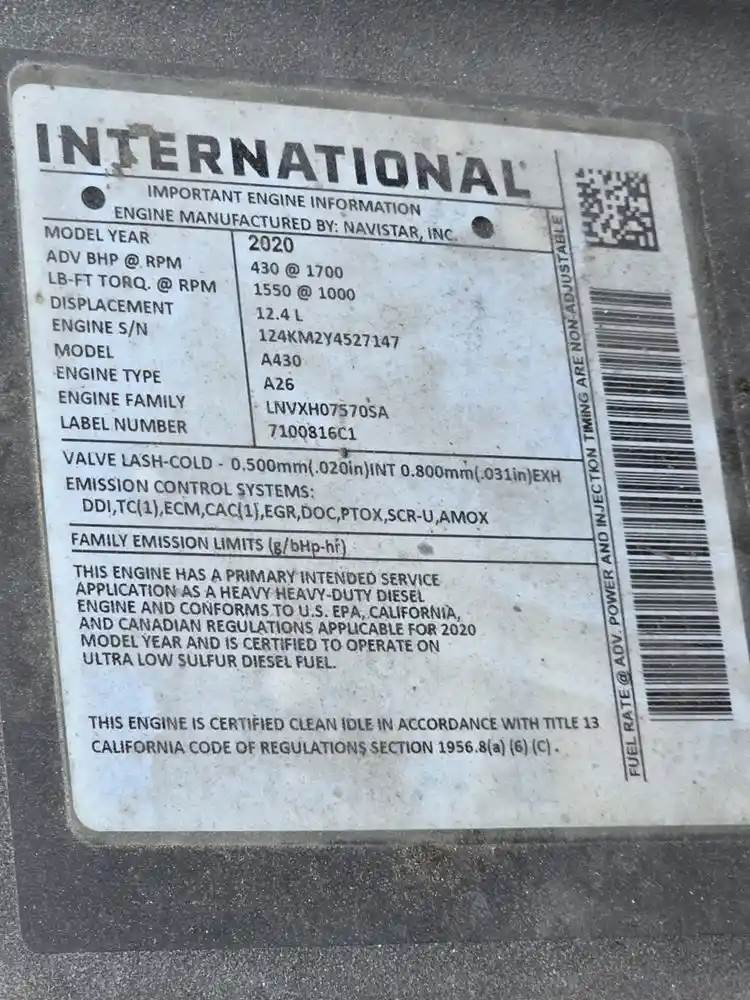 INTERNATIONAL
IMPORTANT ENGINE INFORMATION
ENGINE MANUFACTURED BY: NAVISTAR, INC.
MODEL YEAR 2020
ADV BHP @ RPM 430 @ 1700
LB-FT TORQ. @ RPM 1550 @ 1000
DISPLACEMENT 12.4 L
ENGINE S/N 124KM2Y4527147
MODEL A430
ENGINE TYPE A26
ENGINE FAMILY LNVXH07570SA
LABEL NUMBER 7100816C1
VALVE LASH-COLD - 0.500mm(.020in)INT 0.800mm(.031in)EXH
EMISSION CONTROL SYSTEMS:
DDI,TC(1),ECM,CAC(1),EGR,DOC,PTOX,SCR-U,AMOX
FAMILY EMISSION LIMITS (g/bHp-hr)
THIS ENGINE HAS A PRIMARY INTENDED SERVICE
APPLICATION AS A HEAVY HEAVY-DUTY DIESEL
ENGINE AND CONFORMS TO U.S. EPA, CALIFORNIA,
AND CANADIAN REGULATIONS APPLICABLE FOR 2020
MODEL YEAR AND IS CERTIFIED TO OPERATE ON
ULTRA LOW SULFUR DIESEL FUEL.
THIS ENGINE IS CERTIFIED CLEAN IDLE IN ACCORDANCE WITH TITLE 13
CALIFORNIA CODE OF REGULATIONS SECTION 1956.8(a) (6) (C).
FUEL RATE @ ADV. POWER AND INJECTION TIMING ARE NON-ADJUSTABLE